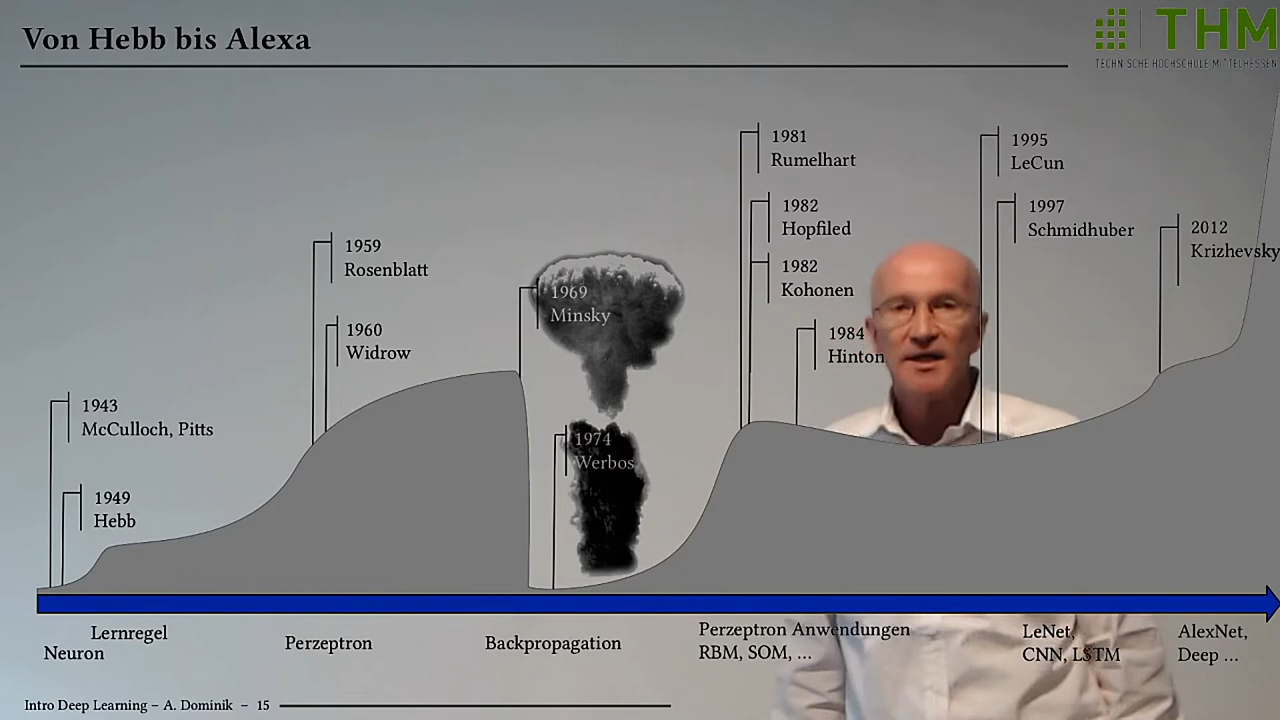 Von Hebb bis Alexa
THM
TECHNISCHE HOCHSCHULE MITTELHESSEN
1943
McCulloch, Pitts
1949
Hebb
1959
Rosenblatt
1960
Widrow
1969
Minsky
1974
Werbos
1981
Rumelhart
1982
Hopfiled
1982
Kohonen
1984
Hinton
1995
LeCun
1997
Schmidhuber
2012
Krizhevsky
Neuron
Lernregel
Perzeptron
Backpropagation
Perzeptron Anwendungen
RBM, SOM, ...
LeNet,
CNN, LSTM
AlexNet,
Deep ...
Intro Deep Learning – A. Dominik – 15